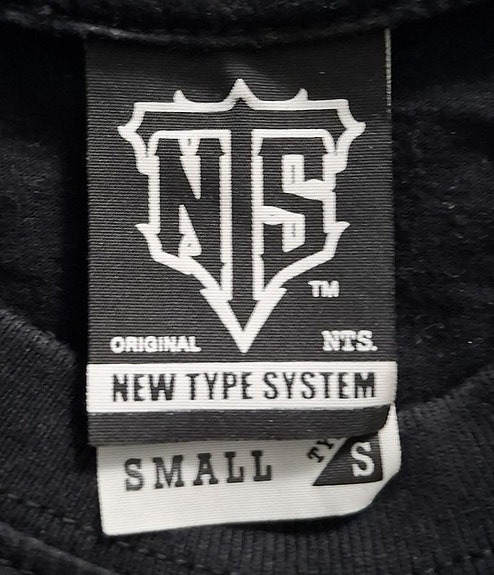 NTS
TM
ORIGINAL NTS.
NEW TYPE SYSTEM
SMALL S